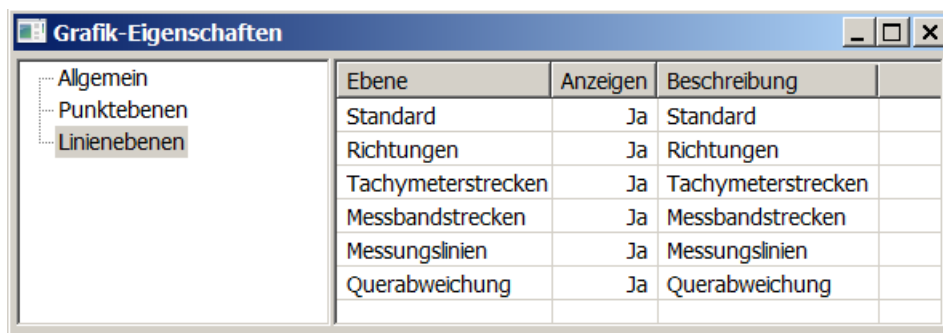 Grafik-Eigenschaften
Allgemein
Punktebenen
Linienebenen
Ebene Anzeigen Beschreibung
Standard Ja Standard
Richtungen Ja Richtungen
Tachymeterstrecken Ja Tachymeterstrecken
Messbandstrecken Ja Messbandstrecken
Messungslinien Ja Messungslinien
Querabweichung Ja Querabweichung